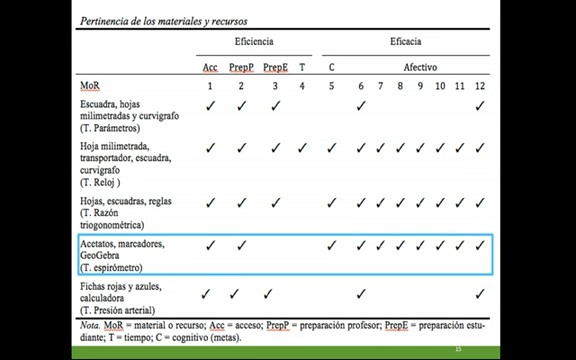 Pertinencia de los materiales y recursos
Eficiencia Eficacia
Acc PrepP PrepE T C Afectivo
MoR 1 2 3 4 5 6 7 8 9 10 11 12
Escuadra, hojas ✓ ✓ ✓ ✓ ✓
milimetradas y curvigrafo
(T. Parámetros)
Hoja milimetrada, ✓ ✓ ✓ ✓ ✓ ✓ ✓ ✓ ✓ ✓ ✓ ✓
transportador, escuadra,
curvigrafo
(T. Reloj )
Hojas, escuadras, reglas ✓ ✓ ✓ ✓ ✓ ✓ ✓ ✓ ✓ ✓ ✓
(T. Razón
triogonométrica)
Acetatos, marcadores, ✓ ✓ ✓ ✓ ✓ ✓ ✓ ✓ ✓ ✓
GeoGebra
(T. espirómetro)
Fichas rojas y azules, ✓ ✓ ✓ ✓ ✓
calculadora
(T. Presión arterial)
Nota. MoR = material o recurso; Acc = acceso; PrepP = preparación profesor; PrepE = preparación estu-
diante; T = tiempo; C = cognitivo (metas).
15